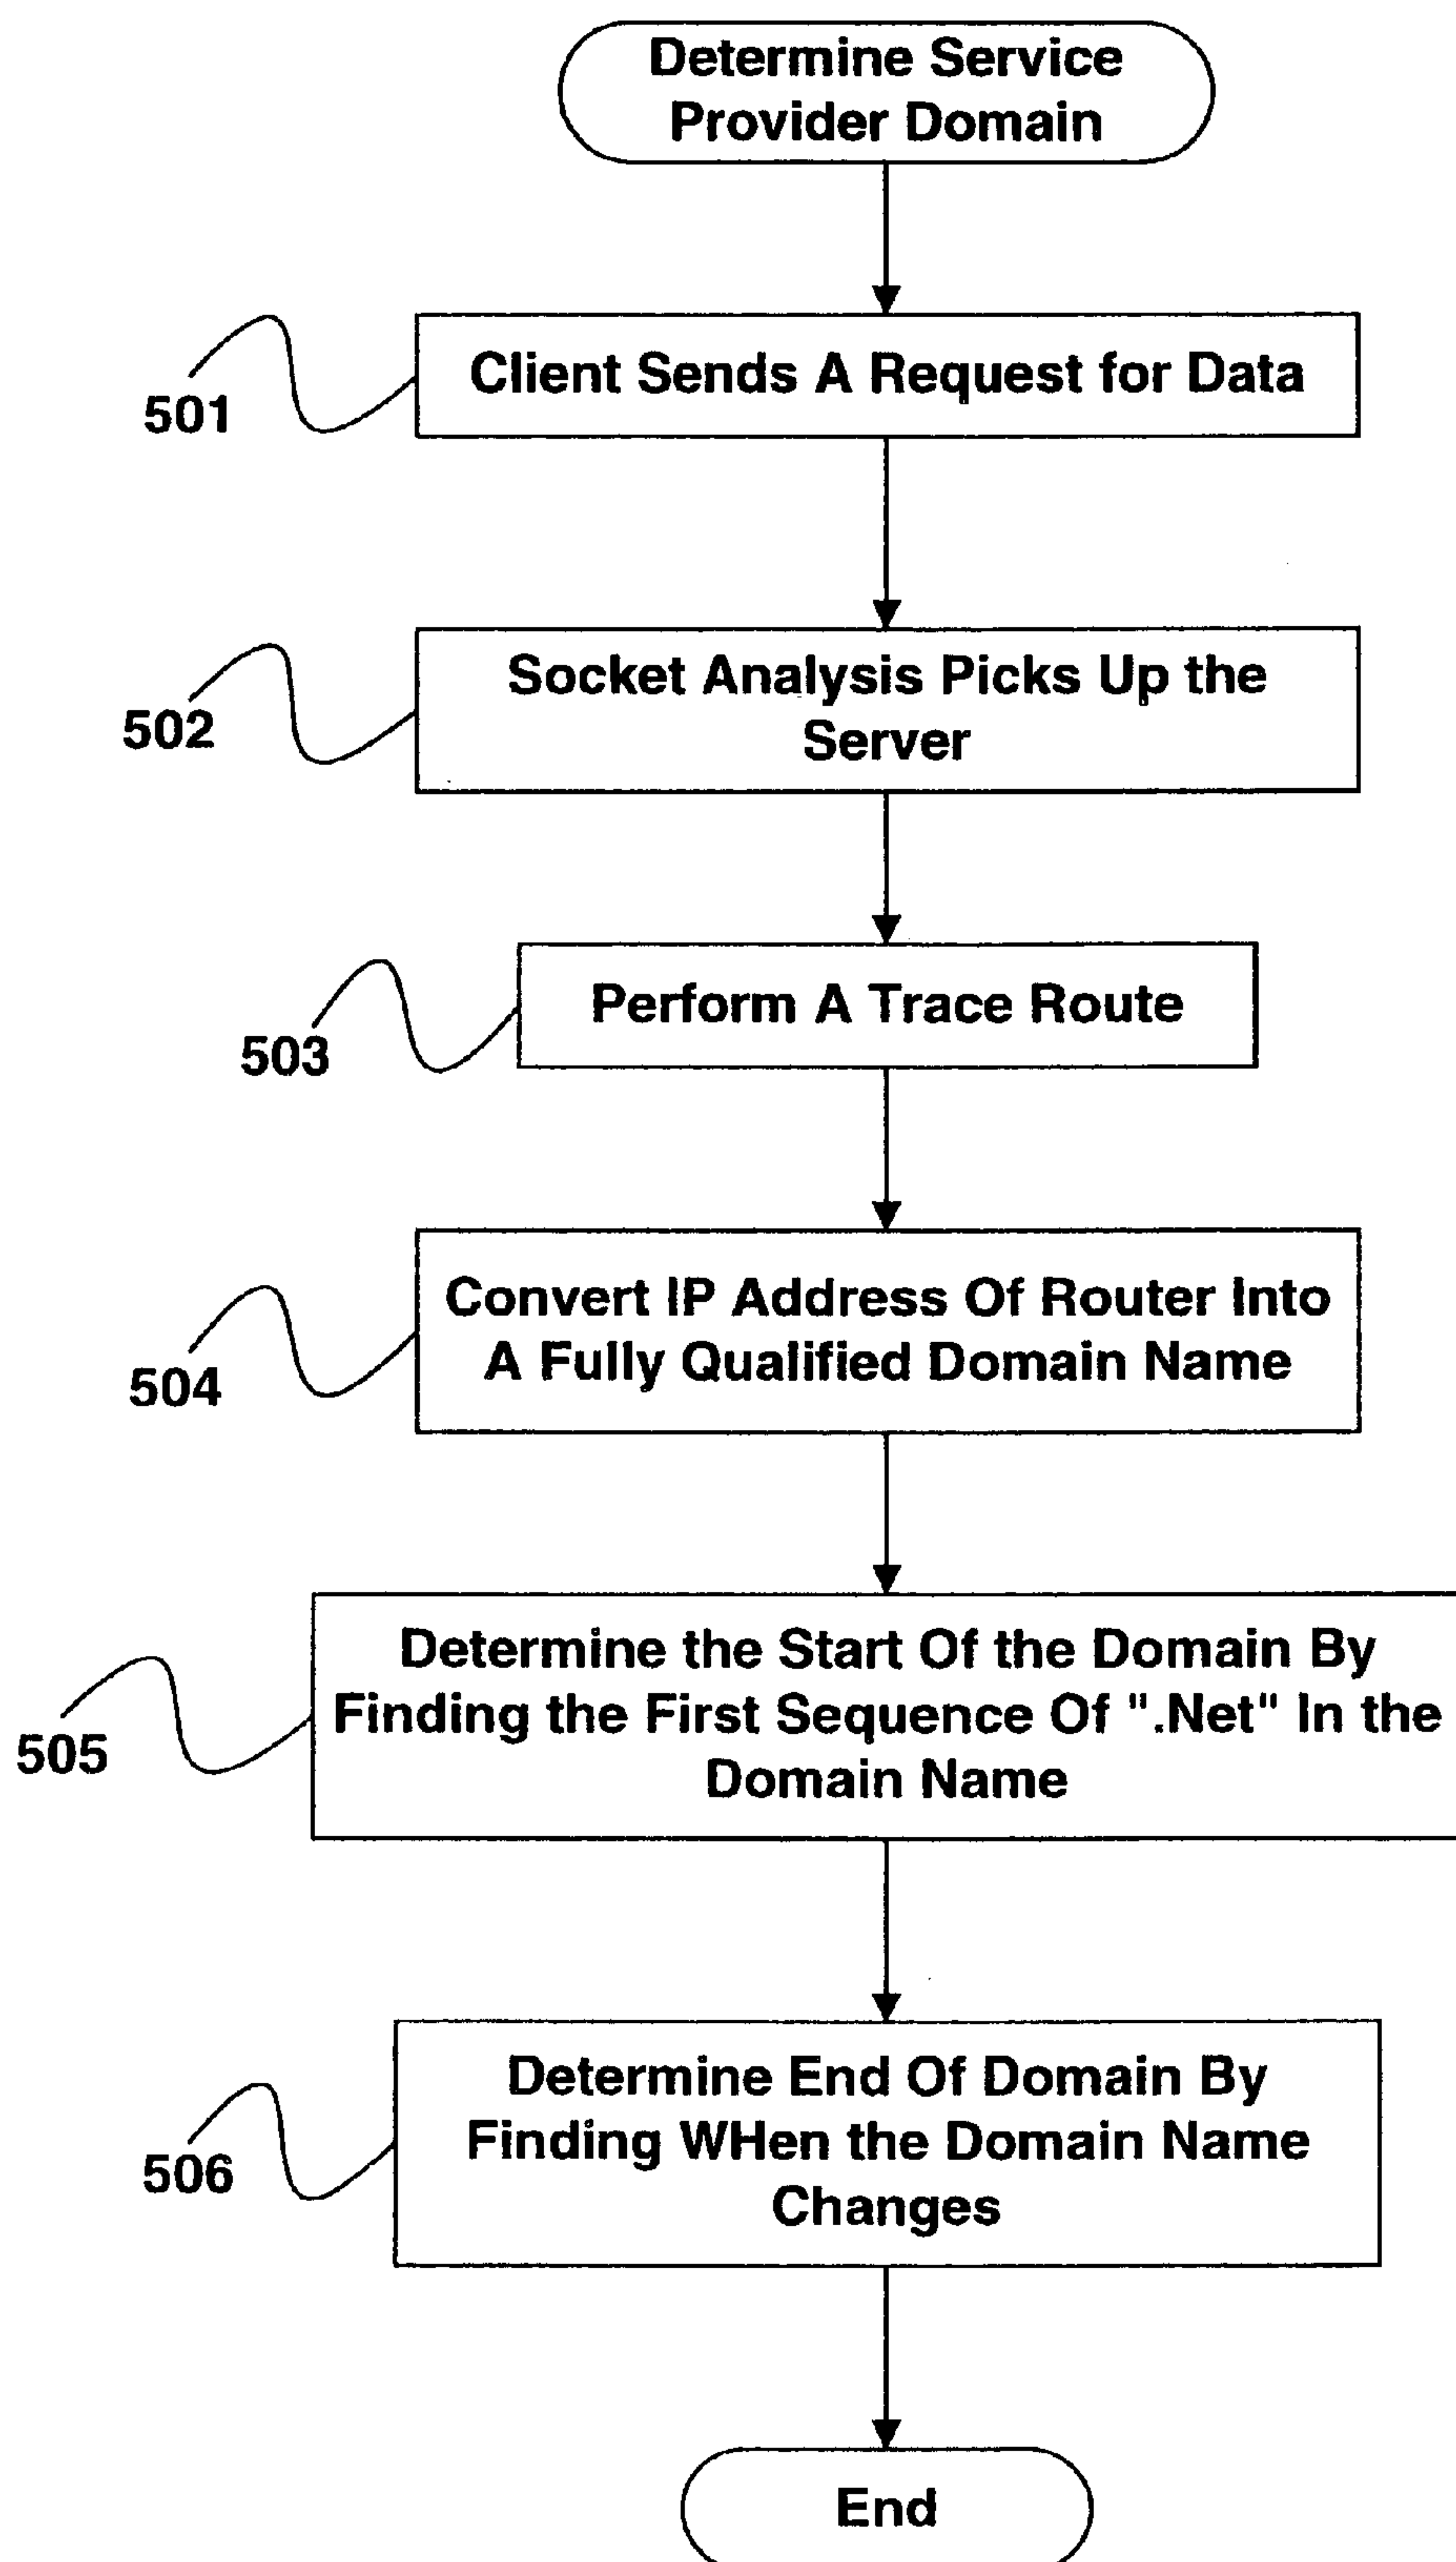 Determine Service
Provider Domain
501
Client Sends A Request for Data
502
Socket Analysis Picks Up the
Server
503
Perform A Trace Route
504
Convert IP Address Of Router Into
A Fully Qualified Domain Name
505
Determine the Start Of the Domain By
Finding the First Sequence Of ".Net" In the
Domain Name
506
Determine End Of Domain By
Finding WHen the Domain Name
Changes
End